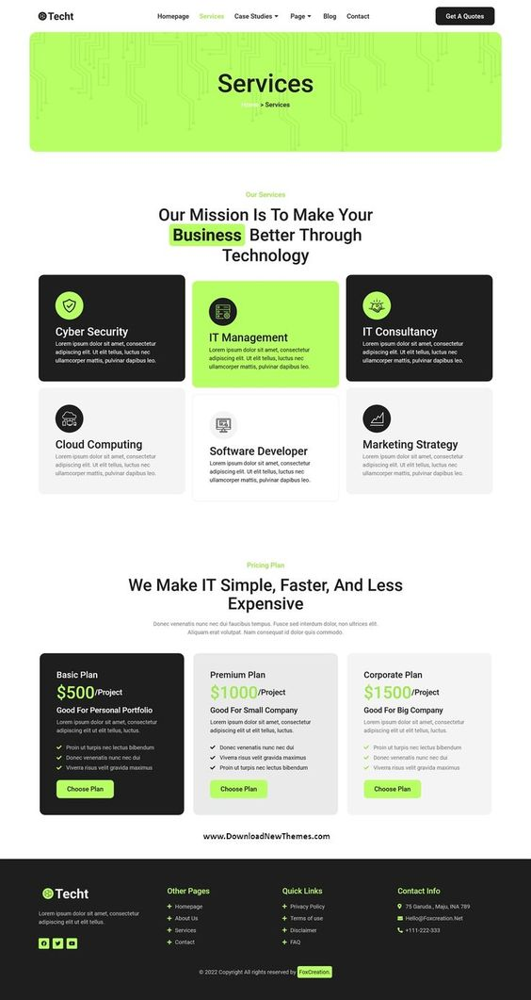 Techt
Homepage Services Case Studies Page Blog Contact
Get A Quotes
Services
Home > Services
Our Services
Our Mission Is To Make Your
Business Better Through
Technology
Cyber Security
Lorem ipsum dolor sit amet, consectetur
adipiscing elit. Ut elit tellus, luctus nec
ullamcorper mattis, pulvinar dapibus leo.
IT Management
Lorem ipsum dolor sit amet, consectetur
adipiscing elit. Ut elit tellus, luctus nec
ullamcorper mattis, pulvinar dapibus leo.
IT Consultancy
Lorem ipsum dolor sit amet, consectetur
adipiscing elit. Ut elit tellus, luctus nec
ullamcorper mattis, pulvinar dapibus leo.
Cloud Computing
Lorem ipsum dolor sit amet, consectetur
adipiscing elit. Ut elit tellus, luctus nec
ullamcorper mattis, pulvinar dapibus leo.
Software Developer
Lorem ipsum dolor sit amet, consectetur
adipiscing elit. Ut elit tellus, luctus nec
ullamcorper mattis, pulvinar dapibus leo.
Marketing Strategy
Lorem ipsum dolor sit amet, consectetur
adipiscing elit. Ut elit tellus, luctus nec
ullamcorper mattis, pulvinar dapibus leo.
Pricing Plan
We Make IT Simple, Faster, And Less
Expensive
Donec venenatis nunc nec dui faucibus tempus. Fusce sed interdum dolor, non ultrices elit.
Aliquam erat volutpat. Nam consequat id dolor quis commodo.
Basic Plan
$500/Project
Good For Personal Portfolio
Lorem ipsum dolor sit amet, consectetur
adipiscing elit ut elit tellus, luctus.
Proin ut turpis nec lectus bibendum
Donec venenatis nunc nec dui
Viverra risus velit gravida maximus
Choose Plan
Premium Plan
$1000/Project
Good For Small Company
Lorem ipsum dolor sit amet, consectetur
adipiscing elit ut elit tellus, luctus.
Donec venenatis nunc nec dui
Viverra risus velit gravida maximus
Proin ut turpis nec lectus bibendum
Choose Plan
Corporate Plan
$1500/Project
Good For Big Company
Lorem ipsum dolor sit amet, consectetur
adipiscing elit ut elit tellus, luctus.
Proin ut turpis nec lectus bibendum
Donec venenatis nunc nec dui
Viverra risus velit gravida maximus
Choose Plan
www.DownloadNewThemes.com
Techt
Lorem ipsum dolor sit amet, consectetur
adipiscing elit ut elit tellus.
Other Pages
Homepage
About Us
Services
Contact
Quick Links
Privacy Policy
Terms of use
Disclaimer
FAQ
Contact Info
75 Garuda., Maju, INA 789
Hello@Foxcreation.Net
+111-222-333
© 2022 Copyright All rights reserved by FoxCreation.